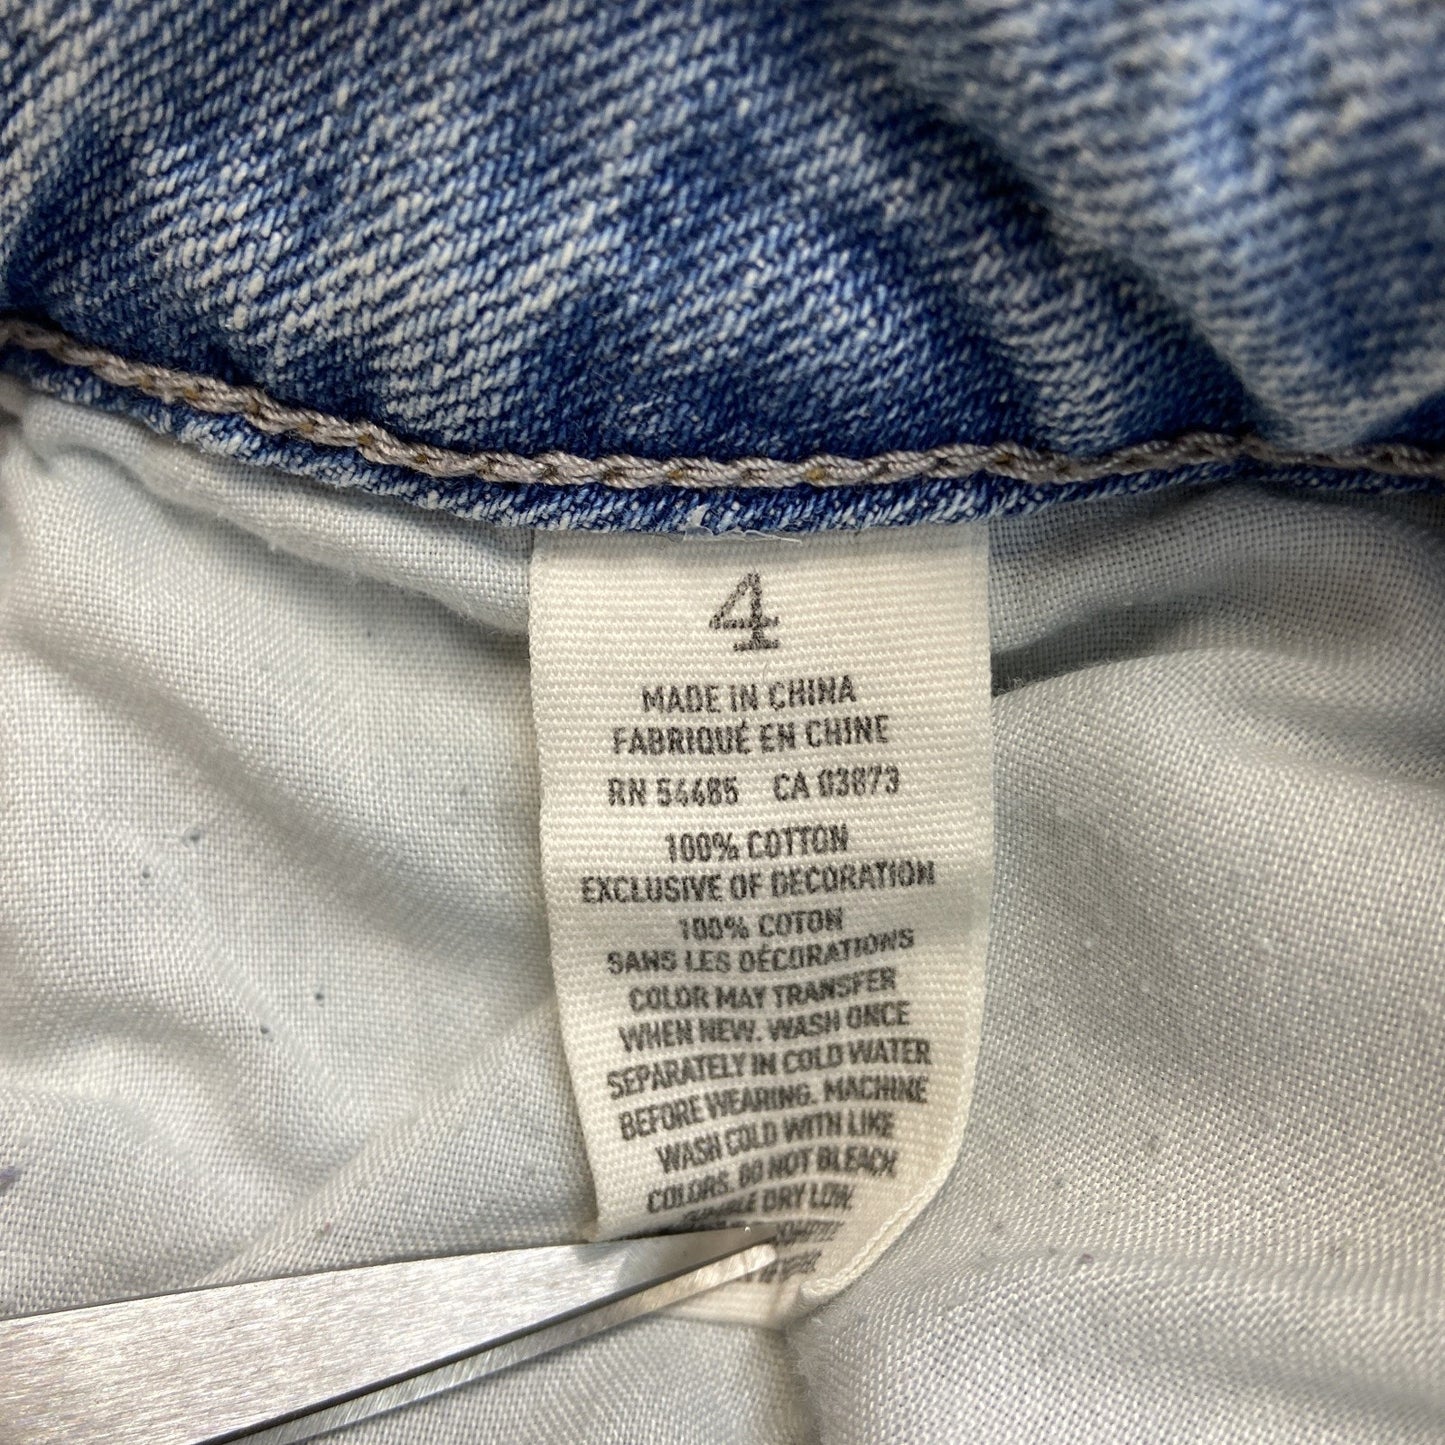 4
MADE IN CHINA
FABRIQUÉ EN CHINE
RN 54485 CA 03873
100% COTTON
EXCLUSIVE OF DECORATION
100% COTON
SANS LES DÉCORATIONS
COLOR MAY TRANSFER
WHEN NEW. WASH ONCE
SEPARATELY IN COLD WATER
BEFORE WEARING. MACHINE
WASH COLD WITH LIKE
COLORS. DO NOT BLEACH.
DRY LOW.